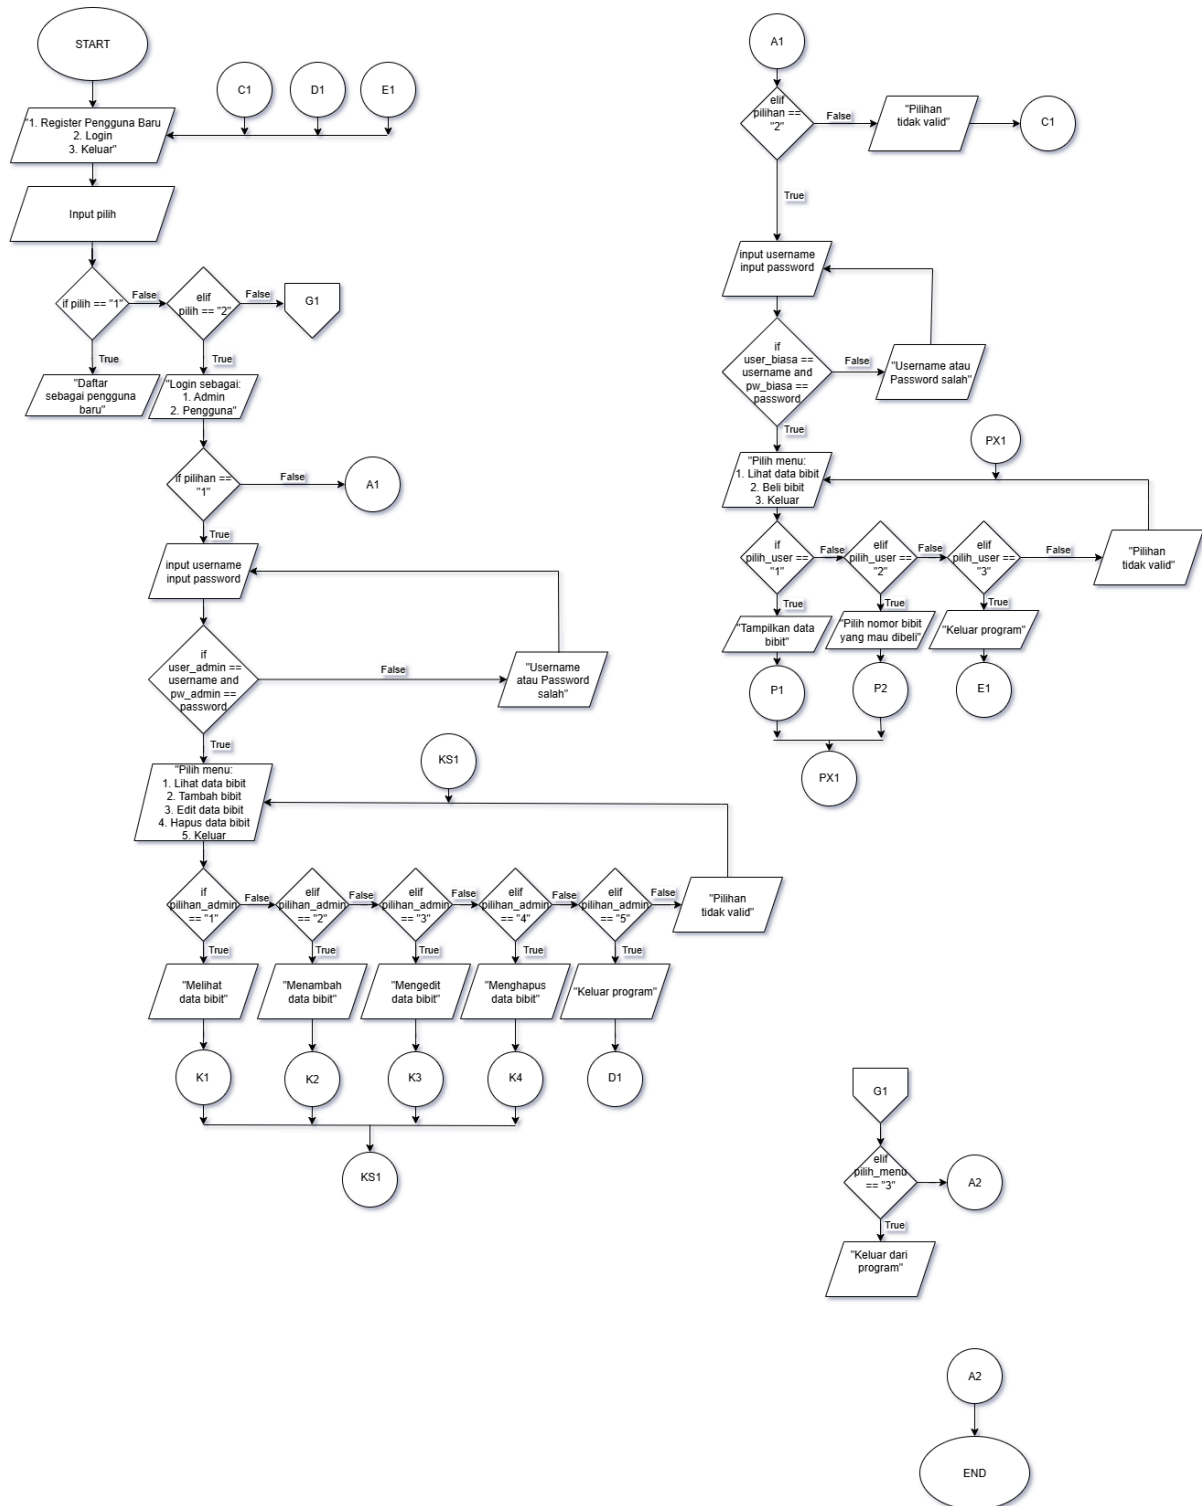 START
C1
D1
E1
"1. Register Pengguna Baru
2. Login
3. Keluar"
Input pilih
if pilih == "1"
False
elif
pilih == "2"
False
G1
True
True
"Daftar
sebagai pengguna
baru"
"Login sebagai:
1. Admin
2. Pengguna"
if pilihan ==
"1"
False
A1
True
input username
input password
if
user_admin ==
username and
pw_admin ==
password
False
"Username
atau Password
salah"
True
"Pilih menu:
1. Lihat data bibit
2. Tambah bibit
3. Edit data bibit
4. Hapus data bibit
5. Keluar
KS1
if
pilihan_admin
== "1"
False
elif
pilihan_admin
== "2"
False
elif
pilihan_admin
== "3"
False
elif
pilihan_admin
== "4"
False
elif
pilihan_admin
== "5"
False
"Pilihan
tidak valid"
True
True
True
True
True
"Melihat
data bibit"
"Menambah
data bibit"
"Mengedit
data bibit"
"Menghapus
data bibit"
"Keluar program"
K1
K2
K3
K4
D1
KS1
A1
elif
pilihan ==
"2"
False
"Pilihan
tidak valid"
C1
True
input username
input password
if
user_biasa ==
username and
pw_biasa ==
password
False
"Username atau
Password salah"
True
PX1
"Pilih menu:
1. Lihat data bibit
2. Beli bibit
3. Keluar
if
pilih_user ==
"1"
False
elif
pilih_user ==
"2"
False
elif
pilih_user ==
"3"
False
"Pilihan
tidak valid"
True
True
True
"Tampilkan data
bibit"
"Pilih nomor bibit
yang mau dibeli"
"Keluar program"
P1
P2
E1
PX1
G1
elif
pilih_menu
== "3"
A2
True
"Keluar dari
program"
A2
END